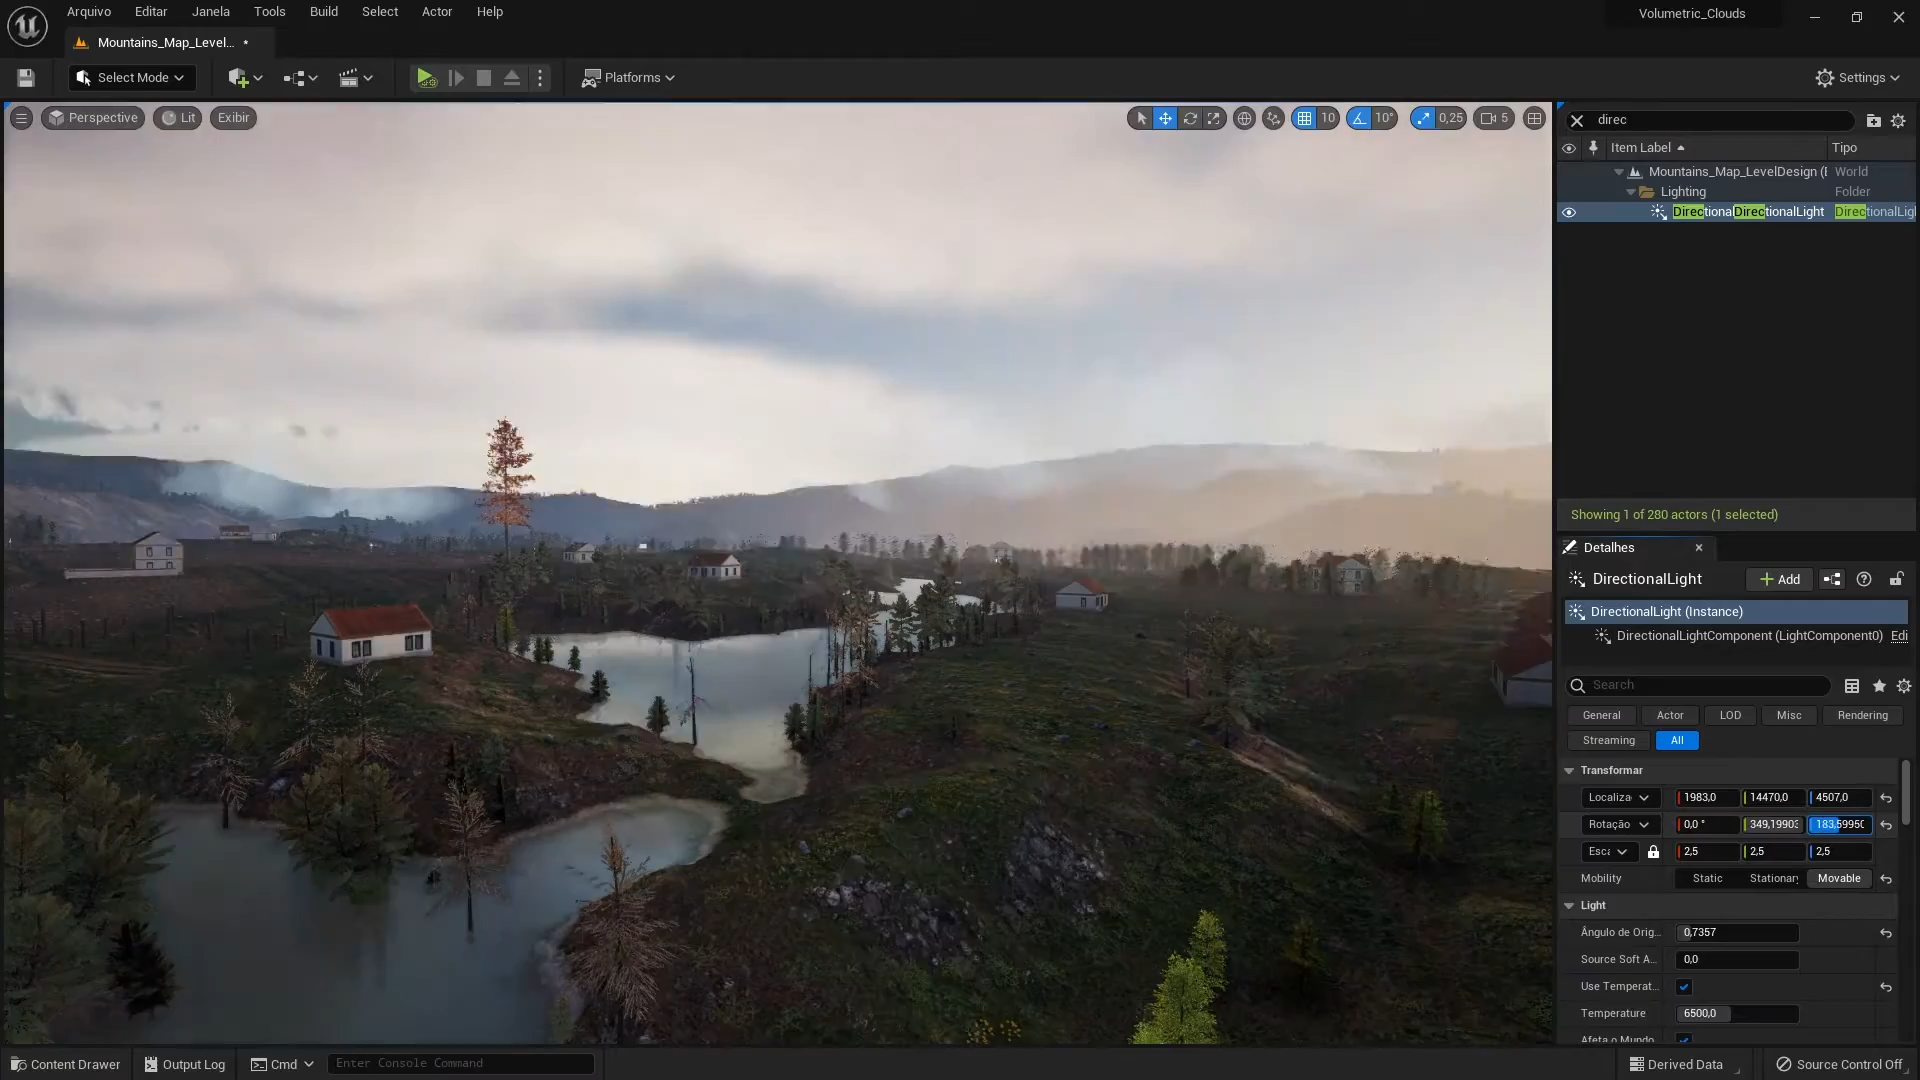 Arquivo Editar Janela Tools Build Select Actor Help
Volumetric_Clouds
Mountains_Map_Level... •
Select Mode
Platforms
Settings
Perspective Lit Exibir
10 10° 0,25 5
direc
Item Label Tipo
Mountains_Map_LevelDesign (E World
Lighting Folder
DirectionalDirectionalLight DirectionalLigh
Showing 1 of 280 actors (1 selected)
Detalhes
DirectionalLight + Add
DirectionalLight (Instance)
DirectionalLightComponent (LightComponent0) Edi
Search
General Actor LOD Misc Rendering
Streaming All
Transformar
Localiza 1983,0 14470,0 4507,0
Rotação 0,0 ° 349,19903 183,59950
Esca 2,5 2,5 2,5
Mobility Static Stationary Movable
Light
Ângulo de Orig... 0,7357
Source Soft A... 0,0
Use Temperat...
Temperature 6500,0
Afeta o Mundo
Content Drawer Output Log Cmd Enter Console Command
Derived Data Source Control Off